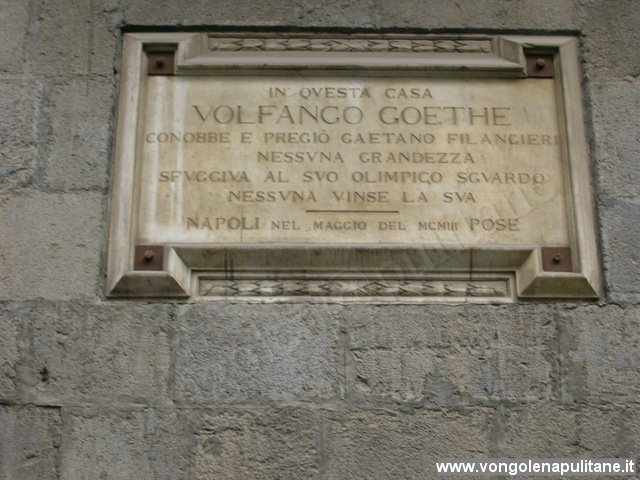 IN QVESTA CASA
VOLFANGO GOETHE
CONOBBE E PREGIÒ GAETANO FILANGIERI
NESSVNA GRANDEZZA
SFVGGIVA AL SVO OLIMPICO SGVARDO
NESSVNA VINSE LA SVA
NAPOLI NEL MAGGIO DEL MCMIII POSE
www.vongolenapulitane.it